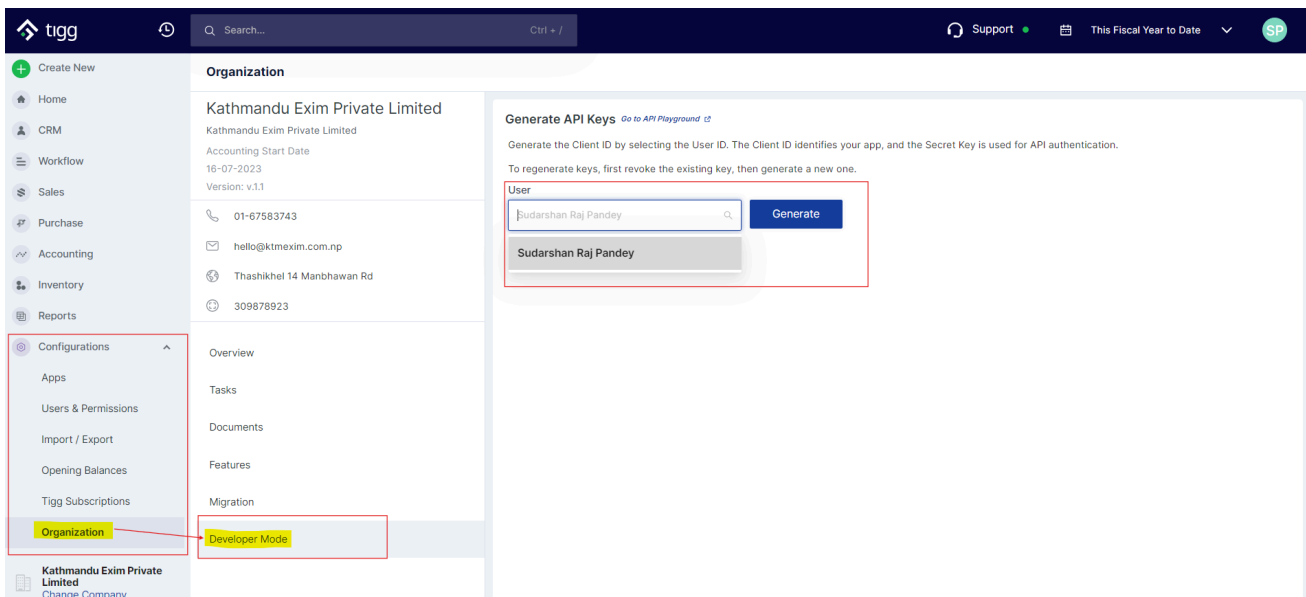 tigg
Search...
Ctrl + /
Support
This Fiscal Year to Date
SP
Create New
Home
CRM
Workflow
Sales
Purchase
Accounting
Inventory
Reports
Configurations
Apps
Users & Permissions
Import / Export
Opening Balances
Tigg Subscriptions
Organization
Kathmandu Exim Private
Limited
Change Company
Organization
Kathmandu Exim Private Limited
Kathmandu Exim Private Limited
Accounting Start Date
16-07-2023
Version: v.1.1
01-67583743
hello@ktmexim.com.np
Thashikhel 14 Manbhawan Rd
309878923
Overview
Tasks
Documents
Features
Migration
Developer Mode
Generate API Keys Go to API Playground
Generate the Client ID by selecting the User ID. The Client ID identifies your app, and the Secret Key is used for API authentication.
To regenerate keys, first revoke the existing key, then generate a new one.
User
Sudarshan Raj Pandey
Generate
Sudarshan Raj Pandey